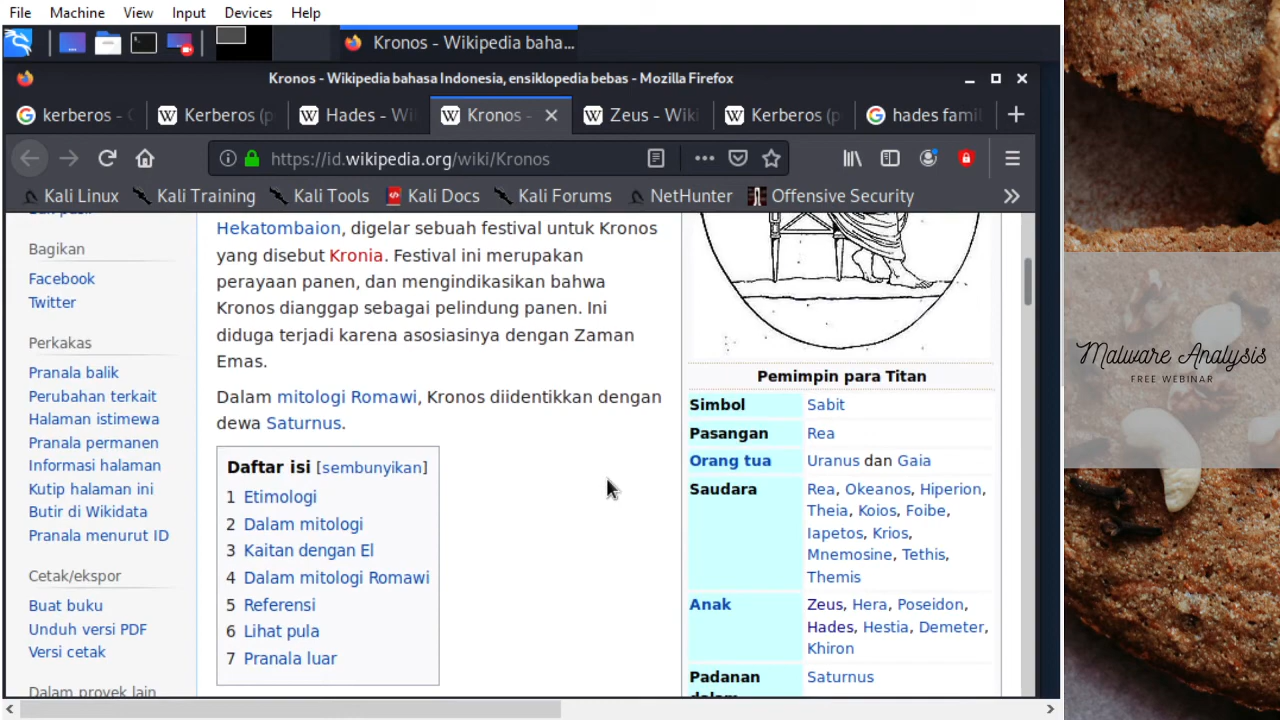 File Machine View Input Devices Help
Kronos - Wikipedia baha...
Kronos - Wikipedia bahasa Indonesia, ensiklopedia bebas - Mozilla Firefox
kerberos - Kerberos (p Hades - Wi Kronos - Zeus - Wiki Kerberos (p hades fami
https://id.wikipedia.org/wiki/Kronos
Kali Linux Kali Training Kali Tools Kali Docs Kali Forums NetHunter Offensive Security
Bagikan
Facebook
Twitter
Perkakas
Pranala balik
Perubahan terkait
Halaman istimewa
Pranala permanen
Informasi halaman
Kutip halaman ini
Butir di Wikidata
Pranala menurut ID
Cetak/ekspor
Buat buku
Unduh versi PDF
Versi cetak
Dalam proyek lain
Hekatombaion, digelar sebuah festival untuk Kronos
yang disebut Kronia. Festival ini merupakan
perayaan panen, dan mengindikasikan bahwa
Kronos dianggap sebagai pelindung panen. Ini
diduga terjadi karena asosiasinya dengan Zaman
Emas.
Dalam mitologi Romawi, Kronos diidentikkan dengan
dewa Saturnus.
Daftar isi [sembunyikan]
1 Etimologi
2 Dalam mitologi
3 Kaitan dengan El
4 Dalam mitologi Romawi
5 Referensi
6 Lihat pula
7 Pranala luar
Pemimpin para Titan
Simbol Sabit
Pasangan Rea
Orang tua Uranus dan Gaia
Saudara Rea, Okeanos, Hiperion,
Theia, Koios, Foibe,
Iapetos, Krios,
Mnemosine, Tethis,
Themis
Anak Zeus, Hera, Poseidon,
Hades, Hestia, Demeter,
Khiron
Padanan Saturnus
dalam
Malware Analysis
FREE WEBINAR